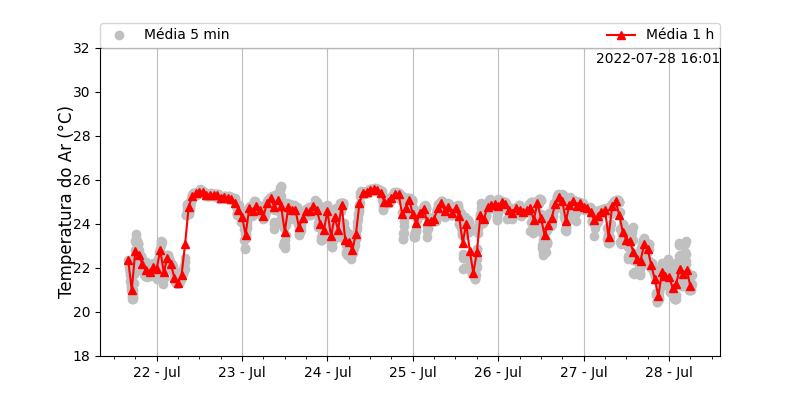 Média 5 min
Média 1 h
2022-07-28 16:01
Temperatura do Ar (°C)
32
30
28
26
24
22
20
18
22 - Jul
23 - Jul
24 - Jul
25 - Jul
26 - Jul
27 - Jul
28 - Jul